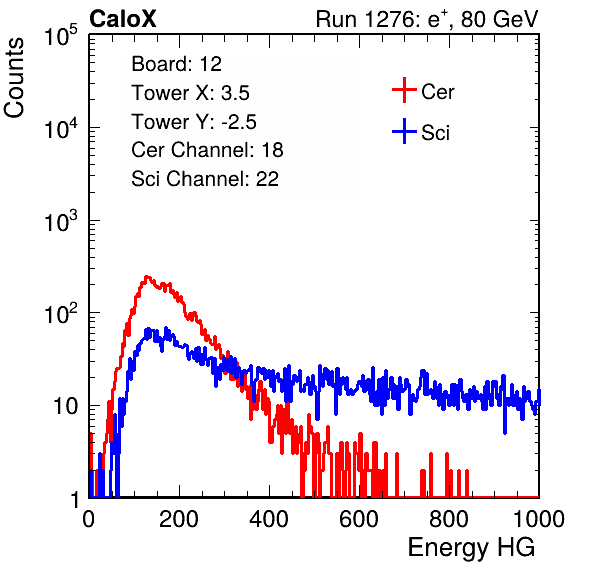 CaloX Run 1276: e⁺, 80 GeV
Counts
10⁵
10⁴
10³
10²
10
1
Board: 12
Tower X: 3.5
Tower Y: -2.5
Cer Channel: 18
Sci Channel: 22
Cer
Sci
0 200 400 600 800 1000
Energy HG